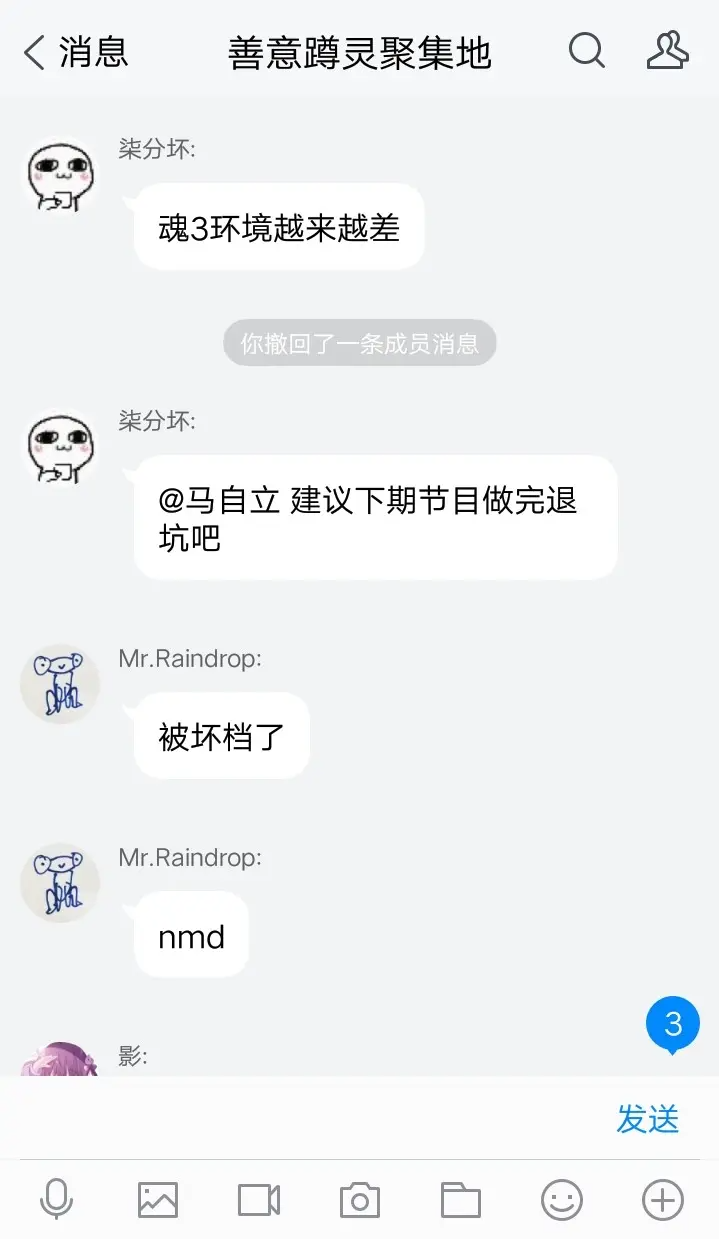 消息
善意蹲灵聚集地
柒分坏:
魂3环境越来越差
你撤回了一条成员消息
柒分坏:
@马自立 建议下期节目做完退
坑吧
Mr.Raindrop:
被坏档了
Mr.Raindrop:
nmd
3
影:
发送